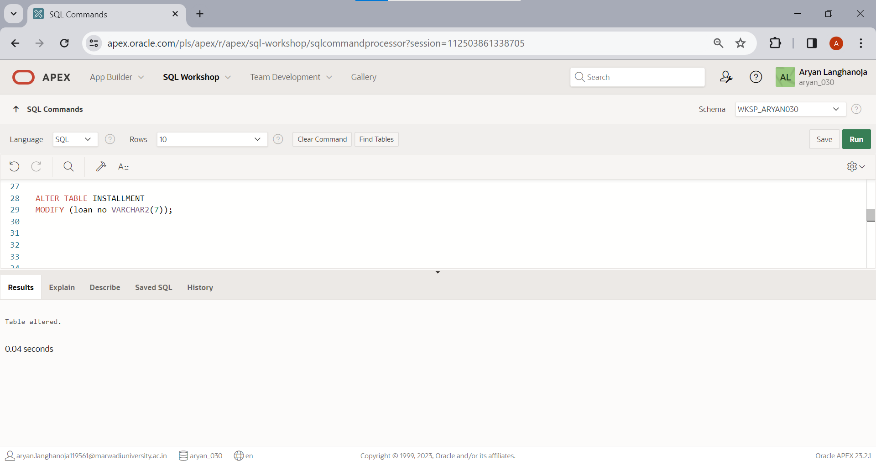 SQL Commands
apex.oracle.com/pls/apex/r/apex/sql-workshop/sqlcommandprocessor?session=112503861338705
A
APEX App Builder SQL Workshop Team Development Gallery Search AL Aryan Langhanoja
aryan_030
SQL Commands Schema WKSP_ARYAN030
Language SQL Rows 10 Clear Command Find Tables Save Run
27
28 ALTER TABLE INSTALLMENT
29 MODIFY (loan no VARCHAR2(7));
30
31
32
33
34
Results Explain Describe Saved SQL History
Table altered.
0.04 seconds
aryan.langhanoja119561@marwadiuniversity.ac.in aryan_030 en Copyright © 1999, 2023, Oracle and/or its affiliates. Oracle APEX 23.2.1